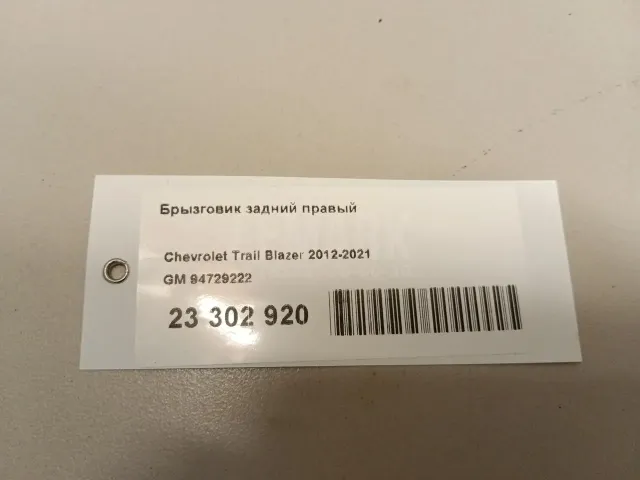 Брызговик задний правый
Chevrolet Trail Blazer 2012-2021
GM 94729222
23 302 920